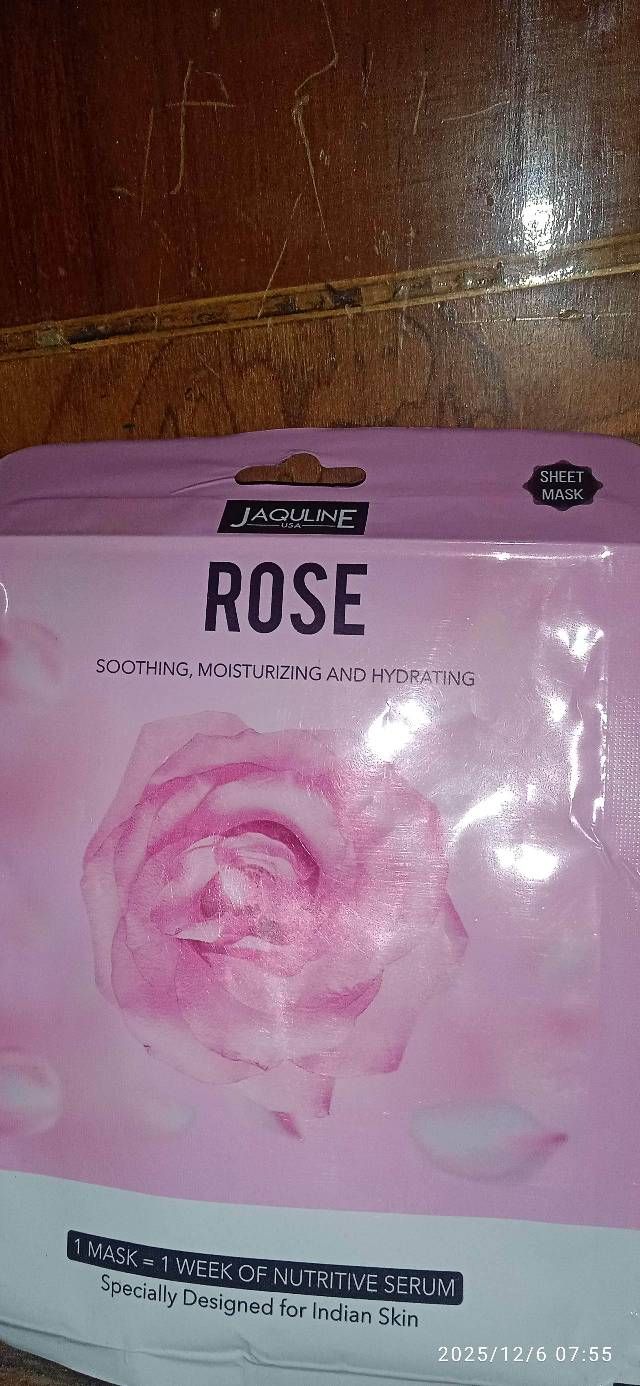 SHEET
MASK
JAQULINE
USA
ROSE
SOOTHING, MOISTURIZING AND HYDRATING
1 MASK = 1 WEEK OF NUTRITIVE SERUM
Specially Designed for Indian Skin
2025/12/6 07:55